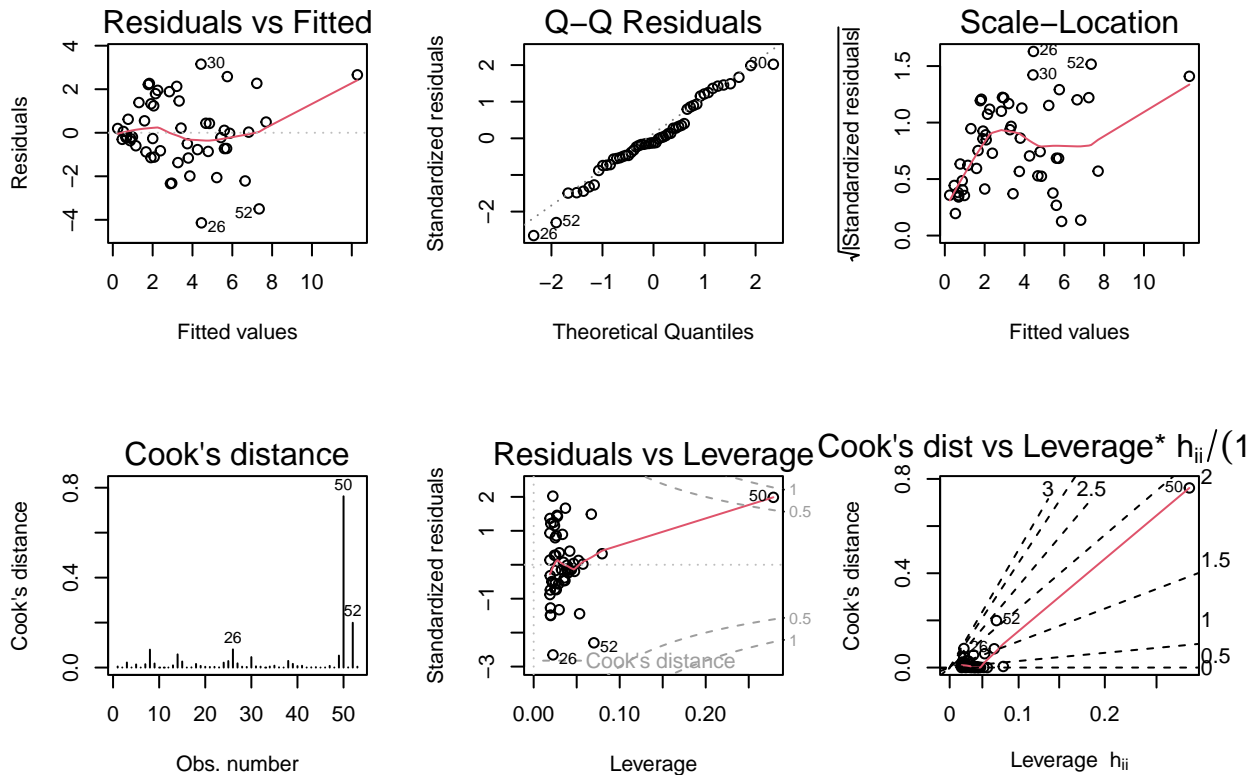 Residuals vs Fitted
Residuals
4
2
0
−2
−4
30
52
26
0 2 4 6 8 10
Fitted values
Q−Q Residuals
Standardized residuals
2
0
−2
30
52
26
−2 −1 0 1 2
Theoretical Quantiles
Scale−Location
√|Standardized residuals|
1.5
1.0
0.5
0.0
26
52
30
0 2 4 6 8 10
Fitted values
Cook's distance
Cook's distance
0.8
0.4
0.0
50
52
26
0 10 20 30 40 50
Obs. number
Residuals vs Leverage
Standardized residuals
2
1
−1
−3
50
52
26
1
0.5
0.5
1
Cook's distance
0.00 0.10 0.20
Leverage
Cook's dist vs Leverage* hii/(1
Cook's distance
0.8
0.4
0.0
3
2.5
2
1.5
1
0.5
0
50
52
26
0 0.1 0.2
Leverage hii